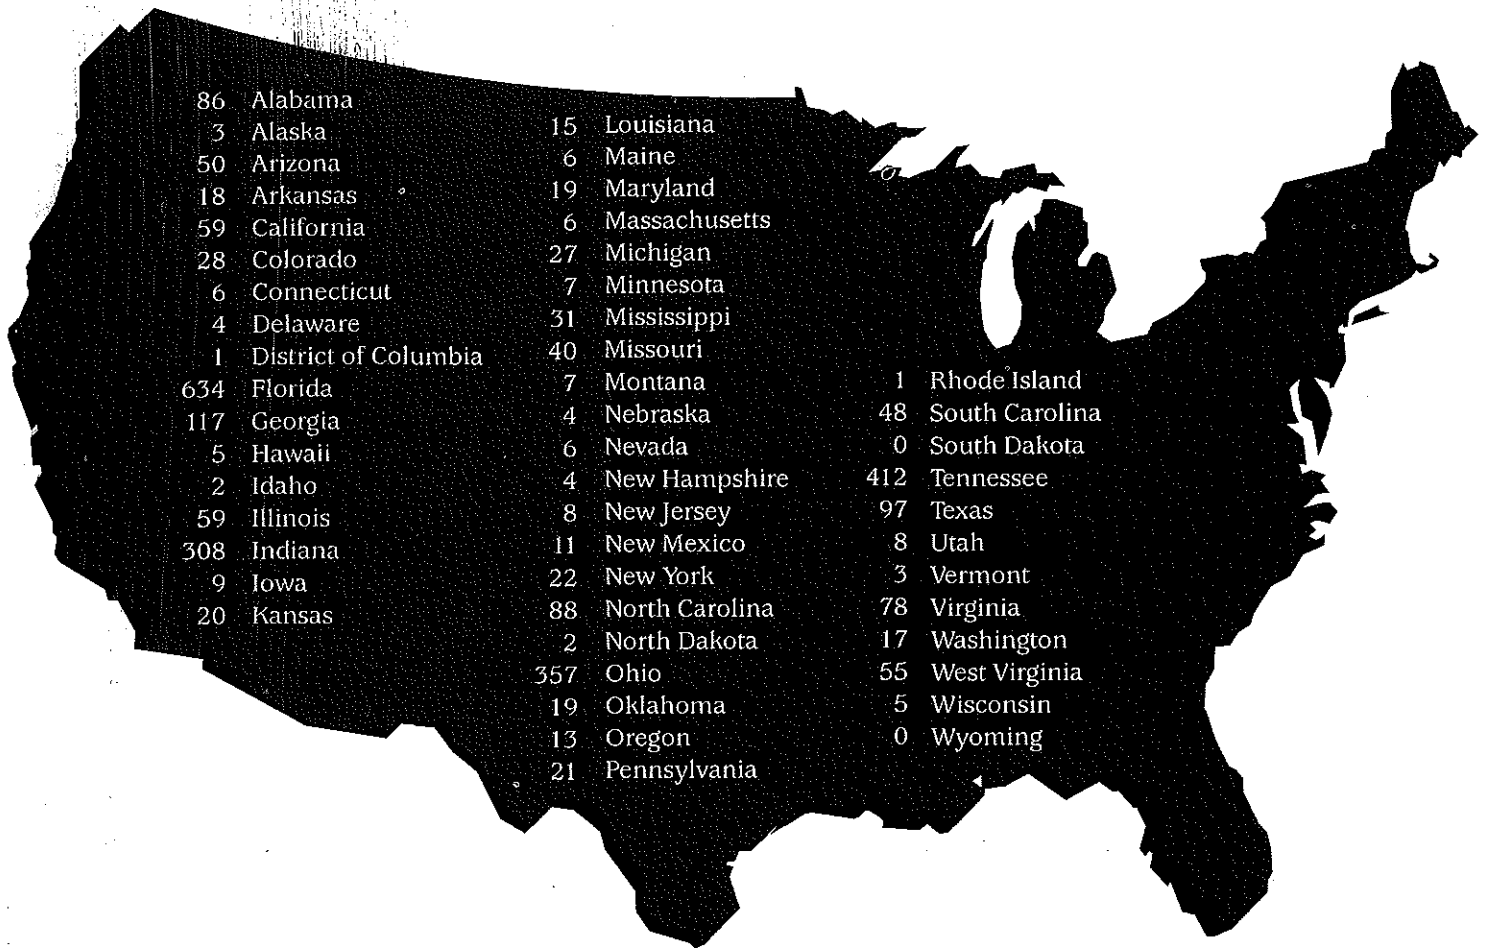 86 Alabama
3 Alaska
50 Arizona
18 Arkansas
59 California
28 Colorado
6 Connecticut
4 Delaware
1 District of Columbia
634 Florida
117 Georgia
5 Hawaii
2 Idaho
59 Illinois
308 Indiana
9 Iowa
20 Kansas
15 Louisiana
6 Maine
19 Maryland
6 Massachusetts
27 Michigan
7 Minnesota
31 Mississippi
40 Missouri
7 Montana
4 Nebraska
6 Nevada
4 New Hampshire
8 New Jersey
11 New Mexico
22 New York
88 North Carolina
2 North Dakota
357 Ohio
19 Oklahoma
13 Oregon
21 Pennsylvania
1 Rhode Island
48 South Carolina
0 South Dakota
412 Tennessee
97 Texas
8 Utah
3 Vermont
78 Virginia
17 Washington
55 West Virginia
5 Wisconsin
0 Wyoming